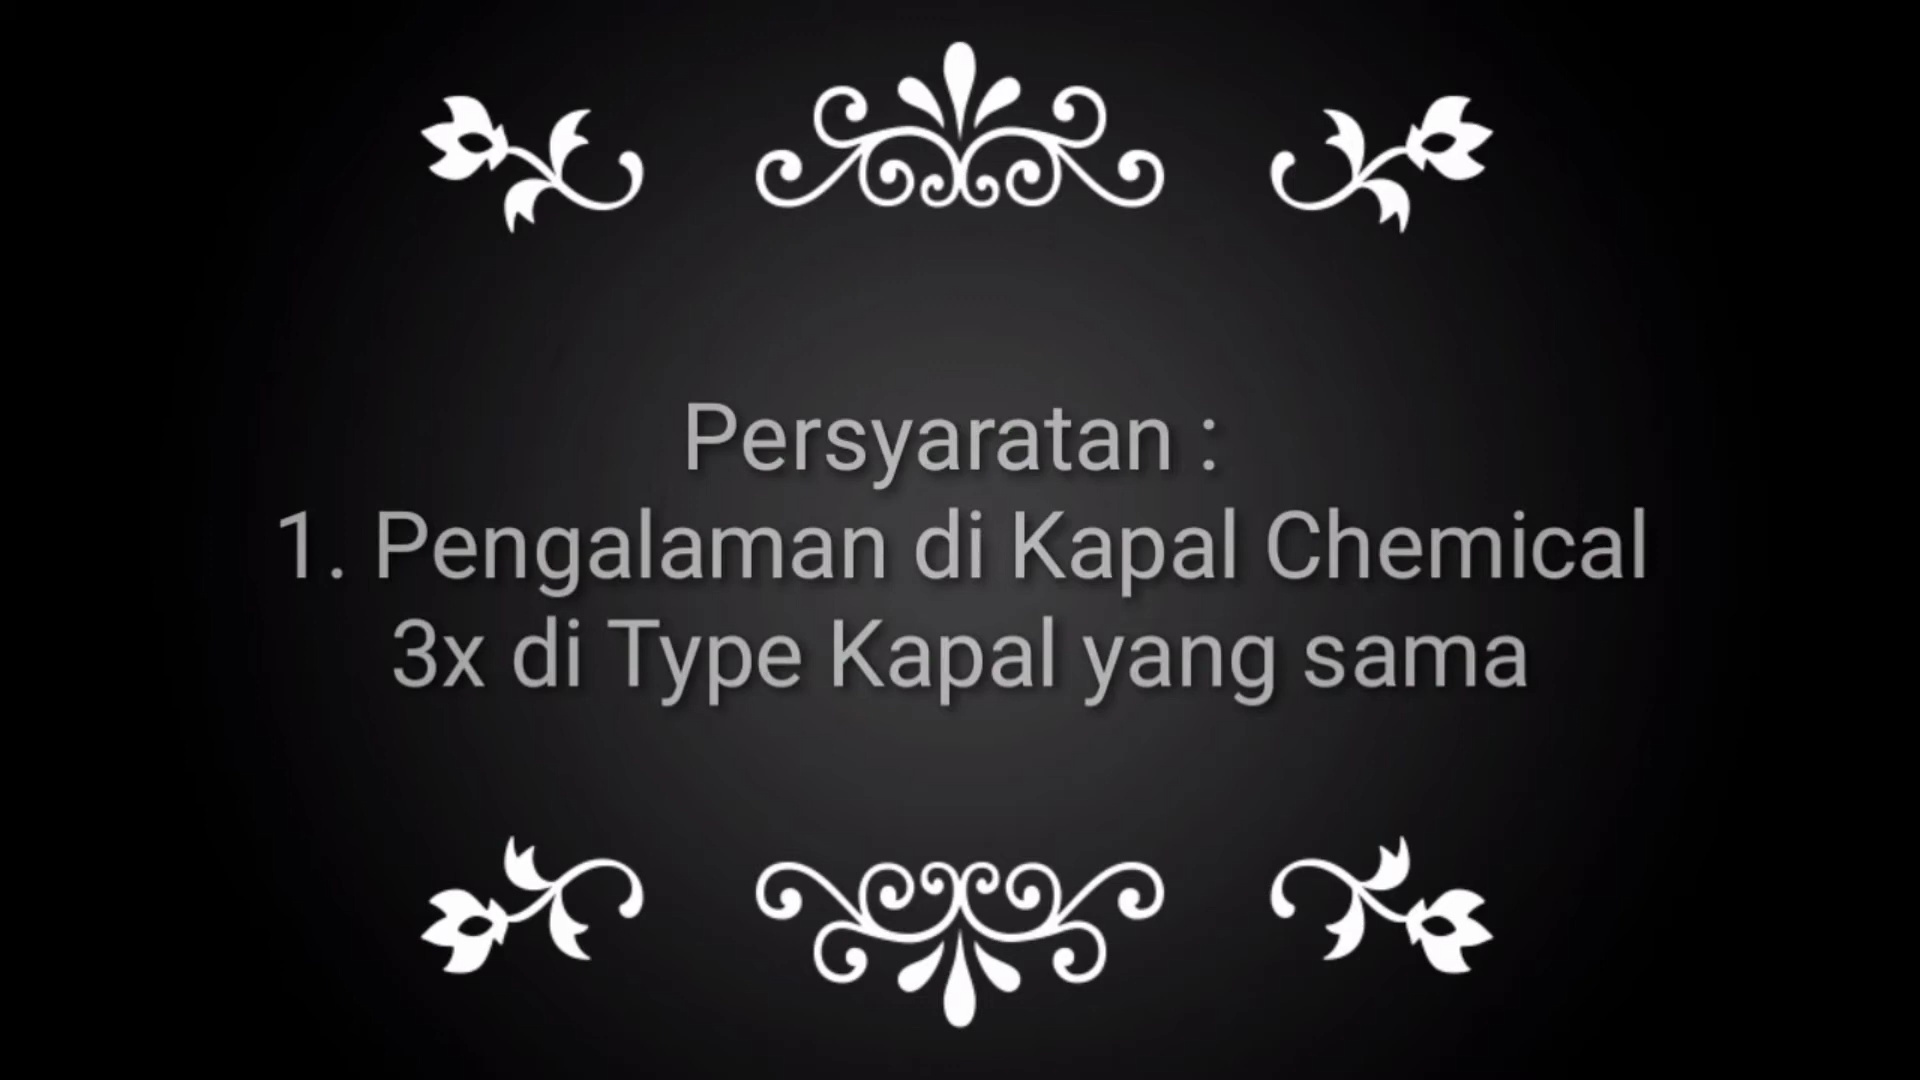 Persyaratan :
1. Pengalaman di Kapal Chemical
3x di Type Kapal yang sama